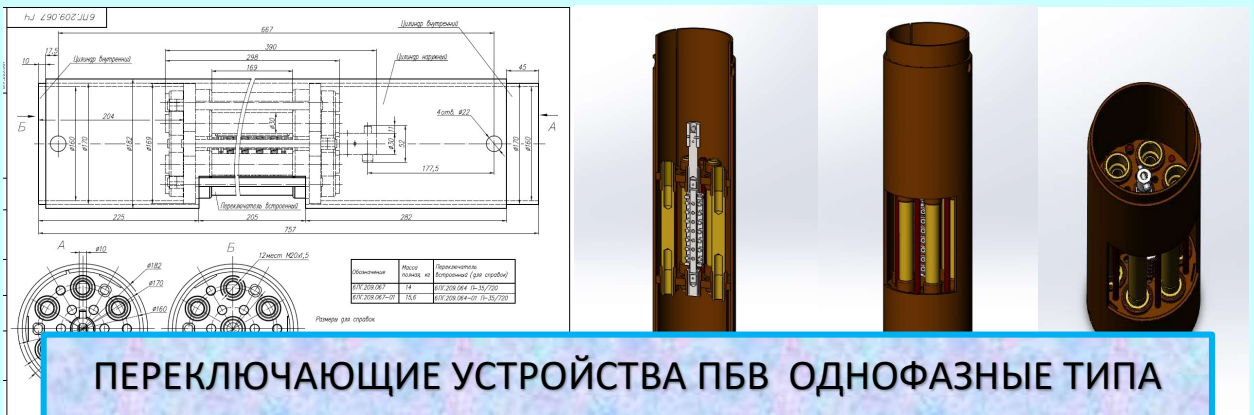 6ПГ.209.067 ГЧ
667
390
298
169
17,5
10
45
Цилиндр внутренний
Цилиндр внутренний
Цилиндр наружный
204
4отв. ø22
Б
А
ø160
ø170
ø182
ø169
ø30
11
ø30
52
ø170
ø160
177,5
Переключатель встроенный
225
205
282
757
А
ø10
Б
12мест М20х1,5
ø182
ø170
ø160
Обозначение
Масса полная, кг
Переключатель встроенный (для справок)
6ПГ.209.067
14
6ПГ.209.064 П-35/720
6ПГ.209.067-01
15,6
6ПГ.209.064-01 П-35/720
Размеры для справок
ПЕРЕКЛЮЧАЮЩИЕ УСТРОЙСТВА ПБВ ОДНОФАЗНЫЕ ТИПА